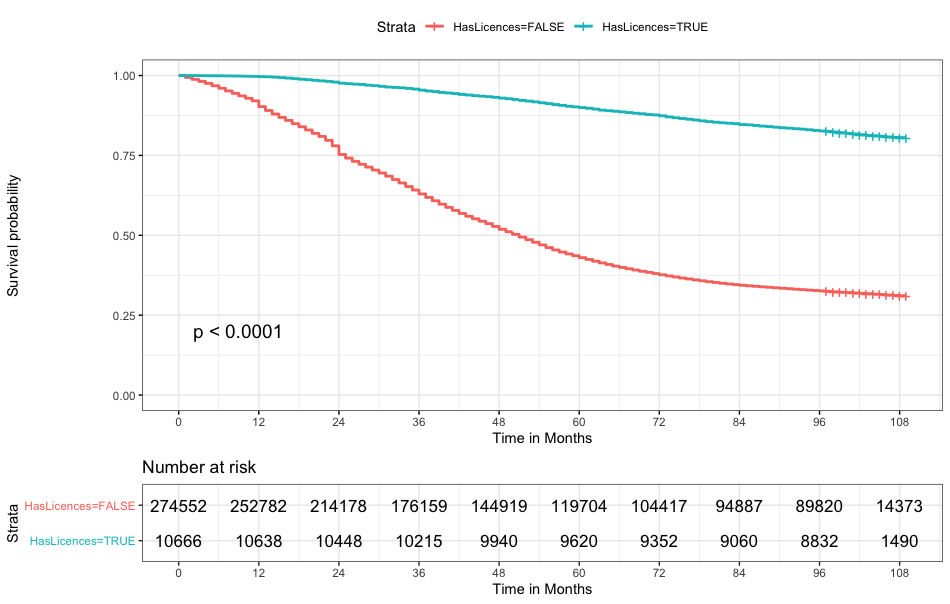 Strata HasLicences=FALSE HasLicences=TRUE
Survival probability
1.00
0.75
0.50
0.25
0.00
p < 0.0001
0 12 24 36 48 60 72 84 96 108
Time in Months
Number at risk
Strata
HasLicences=FALSE 274552 252782 214178 176159 144919 119704 104417 94887 89820 14373
HasLicences=TRUE 10666 10638 10448 10215 9940 9620 9352 9060 8832 1490
0 12 24 36 48 60 72 84 96 108
Time in Months